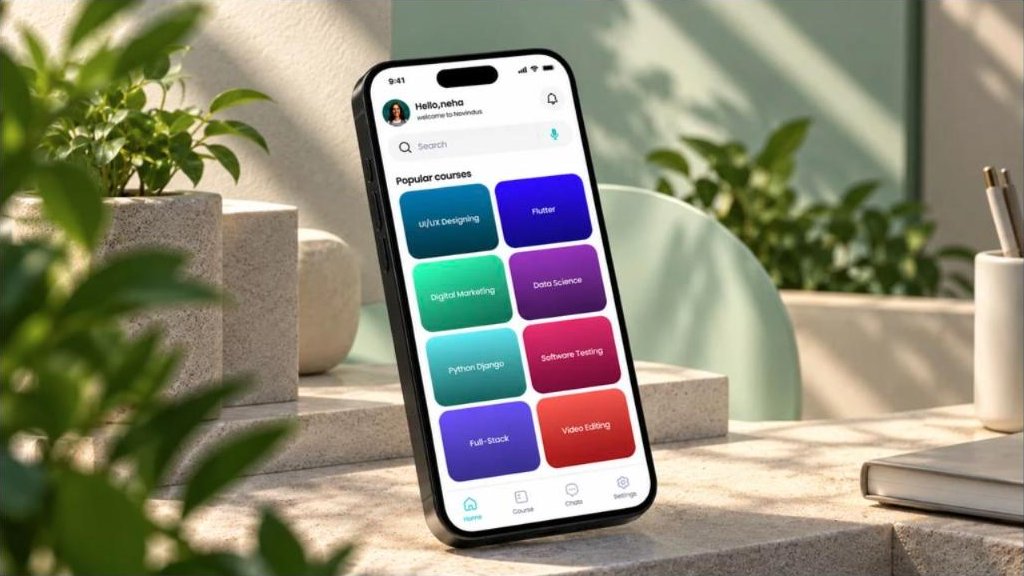 9:41
Hello,neha
welcome to Novindus
Search
Popular courses
UI/UX Designing
Flutter
Digital Marketing
Data Science
Python Django
Software Testing
Full-Stack
Video Editing
Home
Course
Chats
Settings